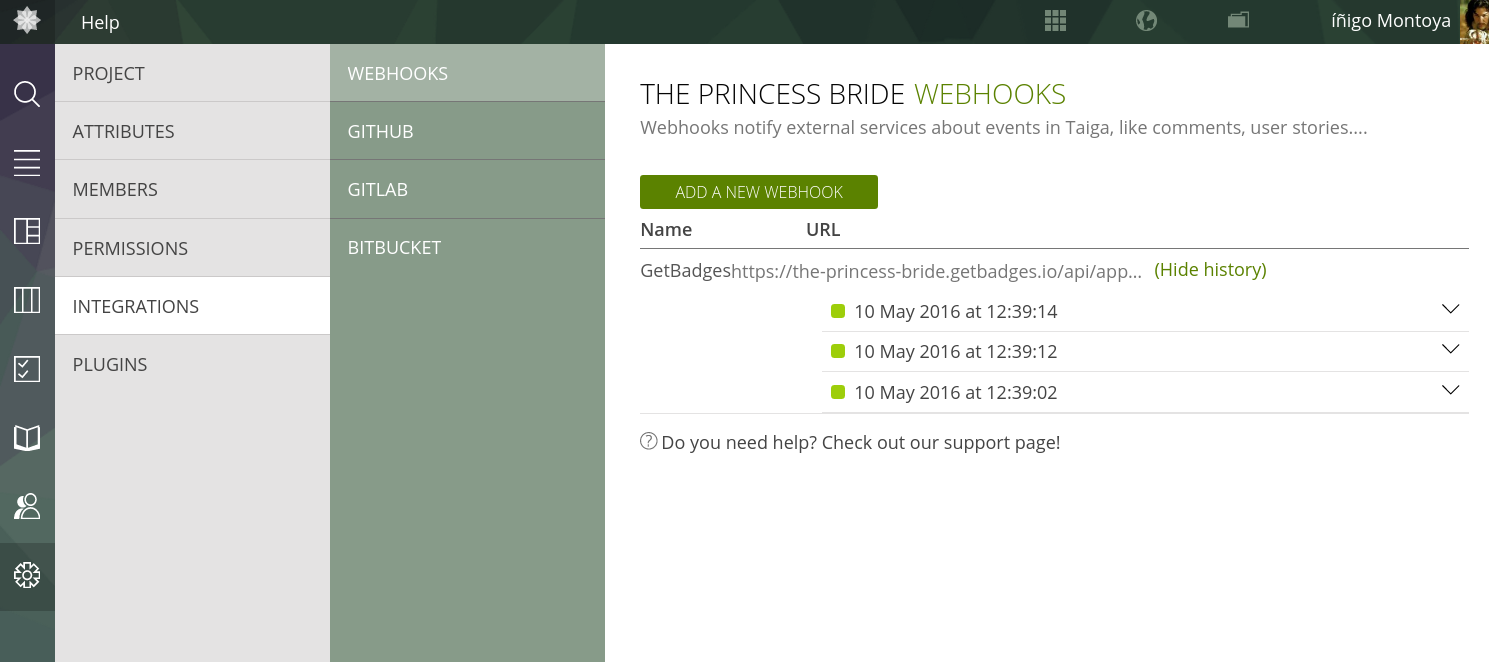 Help
íñigo Montoya
PROJECT
ATTRIBUTES
MEMBERS
PERMISSIONS
INTEGRATIONS
PLUGINS
WEBHOOKS
GITHUB
GITLAB
BITBUCKET
THE PRINCESS BRIDE WEBHOOKS
Webhooks notify external services about events in Taiga, like comments, user stories....
ADD A NEW WEBHOOK
Name URL
GetBadges https://the-princess-bride.getbadges.io/api/app... (Hide history)
10 May 2016 at 12:39:14
10 May 2016 at 12:39:12
10 May 2016 at 12:39:02
? Do you need help? Check out our support page!